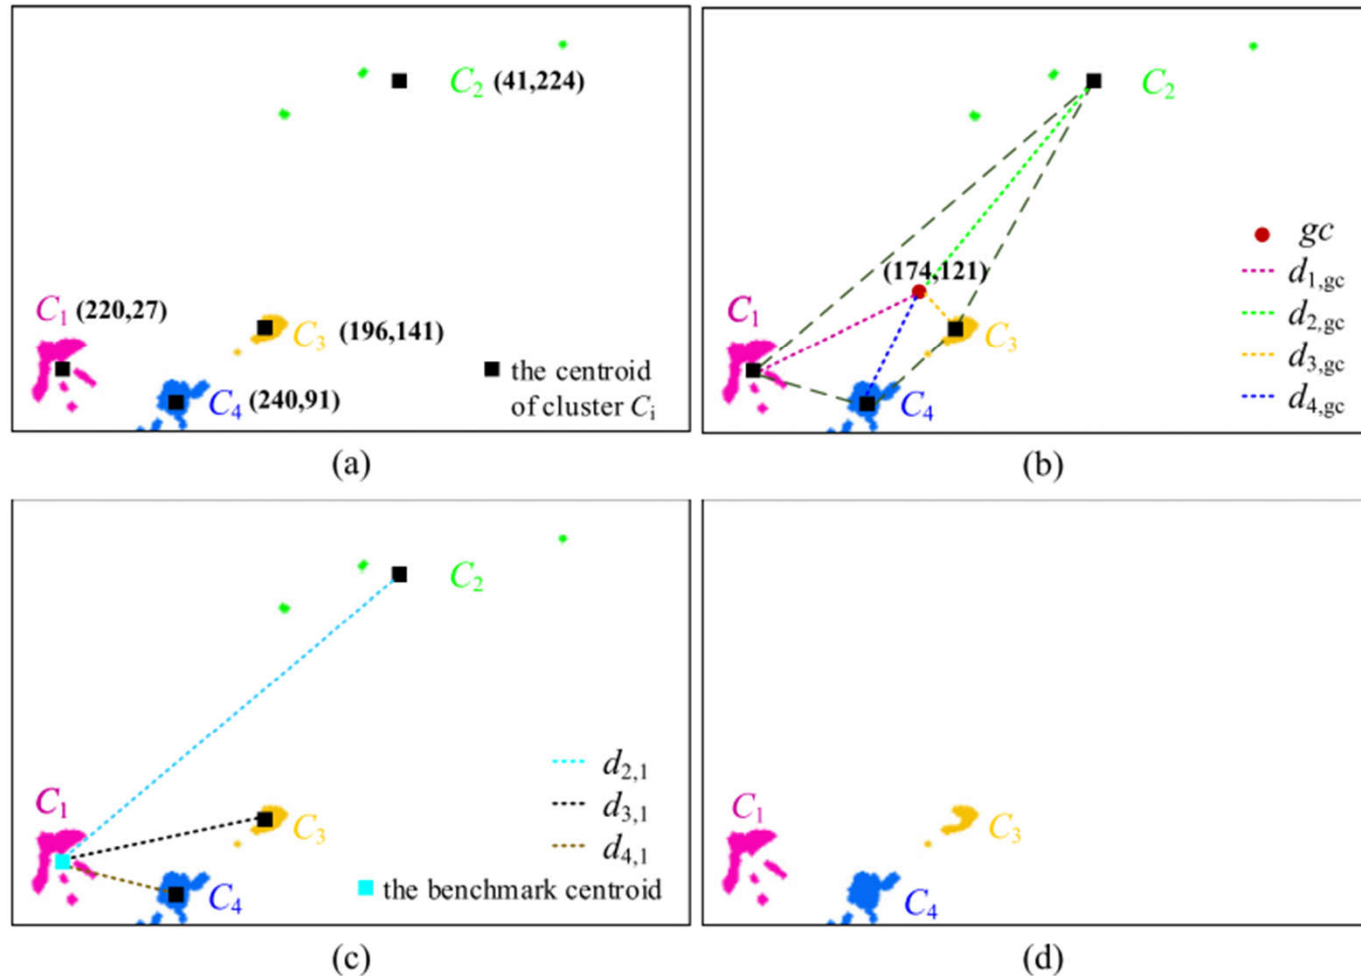 C2 (41,224)
C1 (220,27)
C3 (196,141)
C4 (240,91)
the centroid
of cluster Ci
(a)
C2
(174,121)
gc
d1,gc
d2,gc
d3,gc
d4,gc
C1
C3
C4
(b)
C2
d2,1
d3,1
d4,1
C1
C3
the benchmark centroid
C4
(c)
C1
C3
C4
(d)